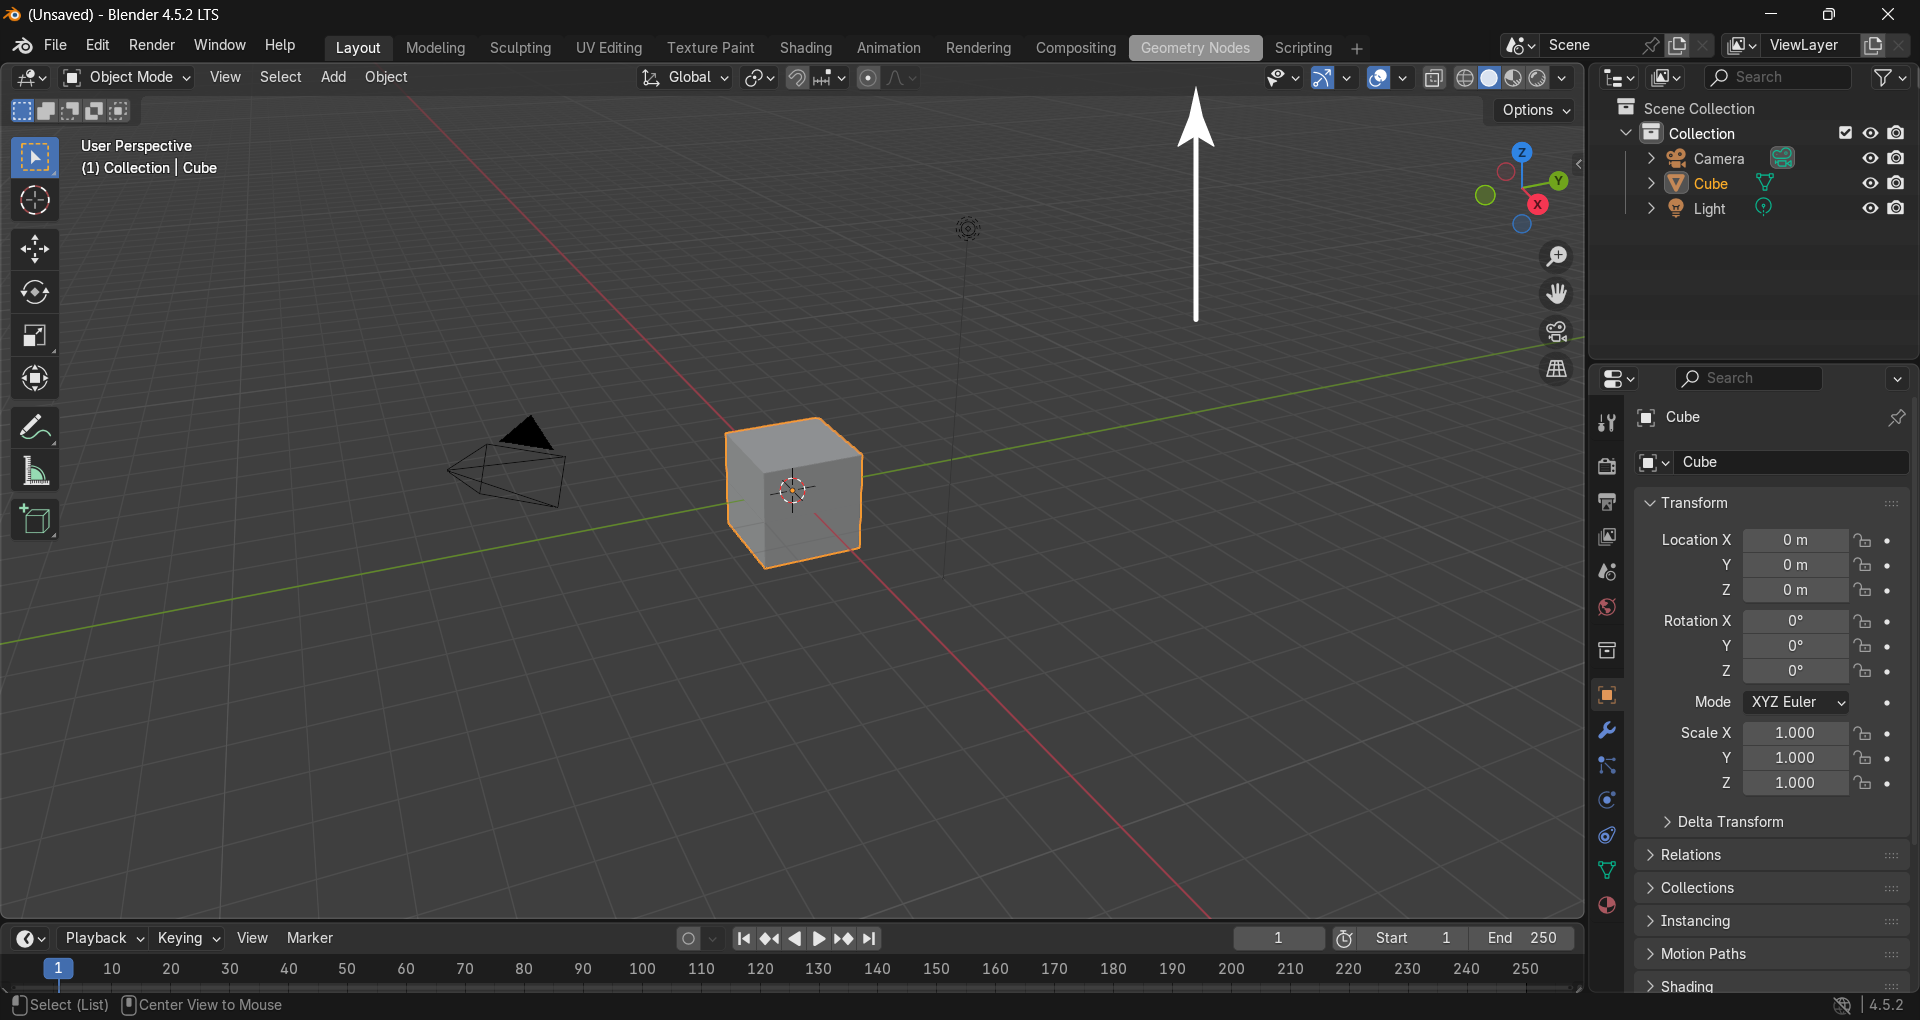 (Unsaved) - Blender 4.5.2 LTS
File Edit Render Window Help Layout Modeling Sculpting UV Editing Texture Paint Shading Animation Rendering Compositing Geometry Nodes Scripting + Scene ViewLayer
Object Mode View Select Add Object Global Search
Options
User Perspective
(1) Collection | Cube
Z
Y
X
Scene Collection
Collection
Camera
Cube
Light
Search
Cube
Cube
Transform
Location X 0 m
Y 0 m
Z 0 m
Rotation X 0°
Y 0°
Z 0°
Mode XYZ Euler
Scale X 1.000
Y 1.000
Z 1.000
Delta Transform
Relations
Collections
Instancing
Motion Paths
Shading
Playback Keying View Marker 1 Start 1 End 250
1 10 20 30 40 50 60 70 80 90 100 110 120 130 140 150 160 170 180 190 200 210 220 230 240 250
Select (List) Center View to Mouse 4.5.2